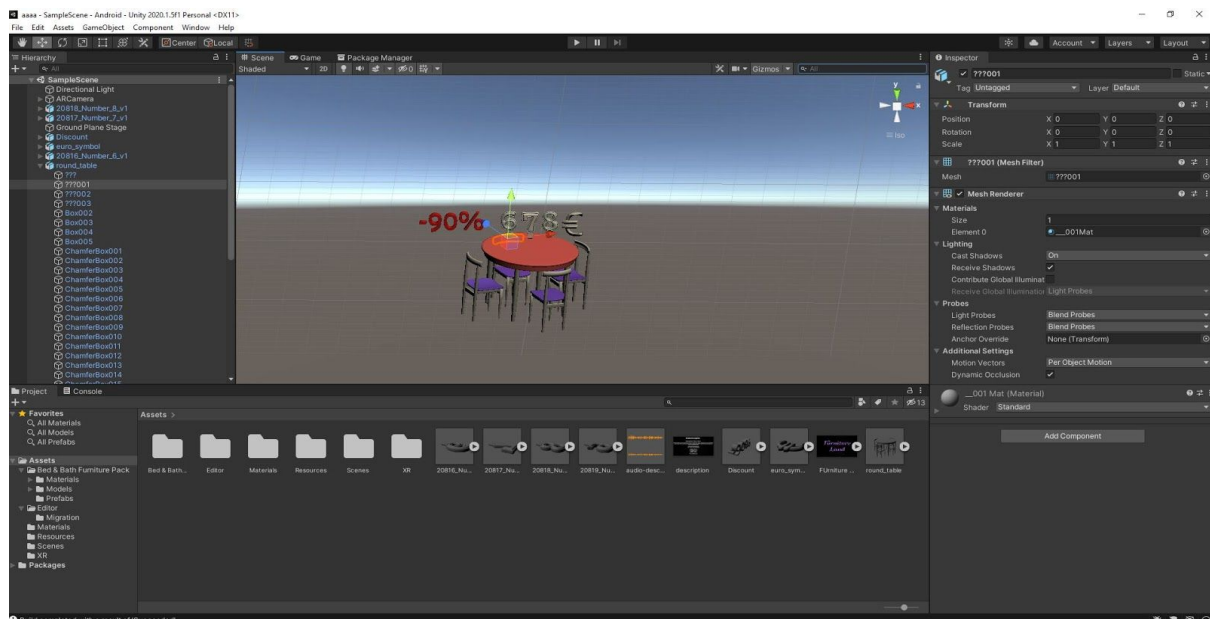 aaaa - SampleScene - Android - Unity 2020.1.5f1 Personal <DX11>
File Edit Assets GameObject Component Window Help
Center Local
Account Layers Layout
Hierarchy
All
SampleScene
Directional Light
ARCamera
20818_Number_8_v1
20817_Number_7_v1
Ground Plane Stage
Discount
euro_symbol
20816_Number_6_v1
round_table
???
???001
???002
???003
Box002
Box003
Box004
Box005
ChamferBox001
ChamferBox002
ChamferBox003
ChamferBox004
ChamferBox005
ChamferBox006
ChamferBox007
ChamferBox008
ChamferBox009
ChamferBox010
ChamferBox011
ChamferBox012
ChamferBox013
ChamferBox014
Scene Game Package Manager
Shaded 2D 0 Gizmos All
y
x
Iso
-90% 678€
Inspector
???001 Static
Tag Untagged Layer Default
Transform
Position X 0 Y 0 Z 0
Rotation X 0 Y 0 Z 0
Scale X 1 Y 1 Z 1
???001 (Mesh Filter)
Mesh ???001
Mesh Renderer
Materials
Size 1
Element 0 __001Mat
Lighting
Cast Shadows On
Receive Shadows
Contribute Global Illuminat
Receive Global Illumination Light Probes
Probes
Light Probes Blend Probes
Reflection Probes Blend Probes
Anchor Override None (Transform)
Additional Settings
Motion Vectors Per Object Motion
Dynamic Occlusion
__001 Mat (Material)
Shader Standard
Add Component
Project Console
13
Favorites
All Materials
All Models
All Prefabs
Assets
Bed & Bath Furniture Pack
Materials
Models
Prefabs
Editor
Migration
Materials
Resources
Scenes
XR
Packages
Assets >
Bed & Bath... Editor Materials Resources Scenes XR 20816_Nu... 20817_Nu... 20818_Nu... 20819_Nu... audio-desc... description Discount euro_sym... FUrniture ... round_table
Furniture Land